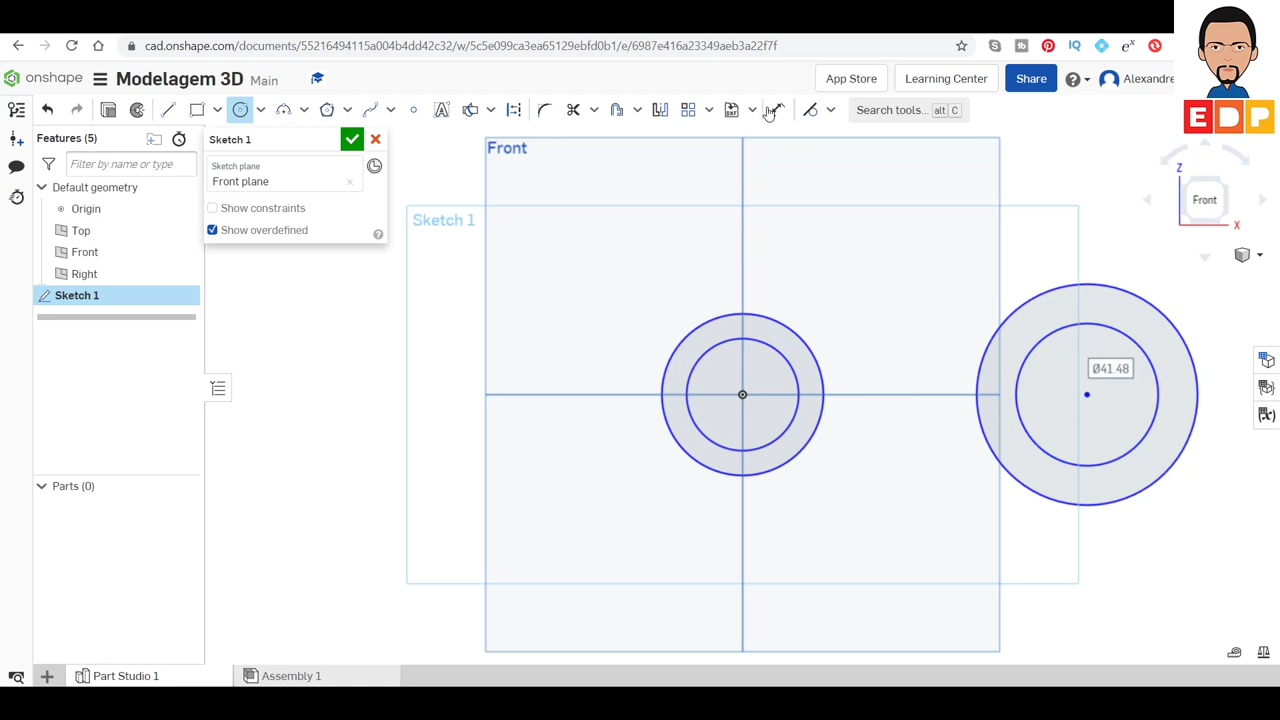 cad.onshape.com/documents/55216494115a004b4dd42c32/w/5c5e099ca3ea65129ebfd0b1/e/6987e416a23349aeb3a22f7f
IQ
eˣ
onshape
Modelagem 3D
Main
App Store
Learning Center
Share
Alexandre
EDP
Search tools...
alt
C
Features (5)
Filter by name or type
Default geometry
Origin
Top
Front
Right
Sketch 1
Sketch 1
Sketch plane
Front plane
Show constraints
Show overdefined
Front
Sketch 1
Ø41.48
Z
Front
X
Parts (0)
Part Studio 1
Assembly 1